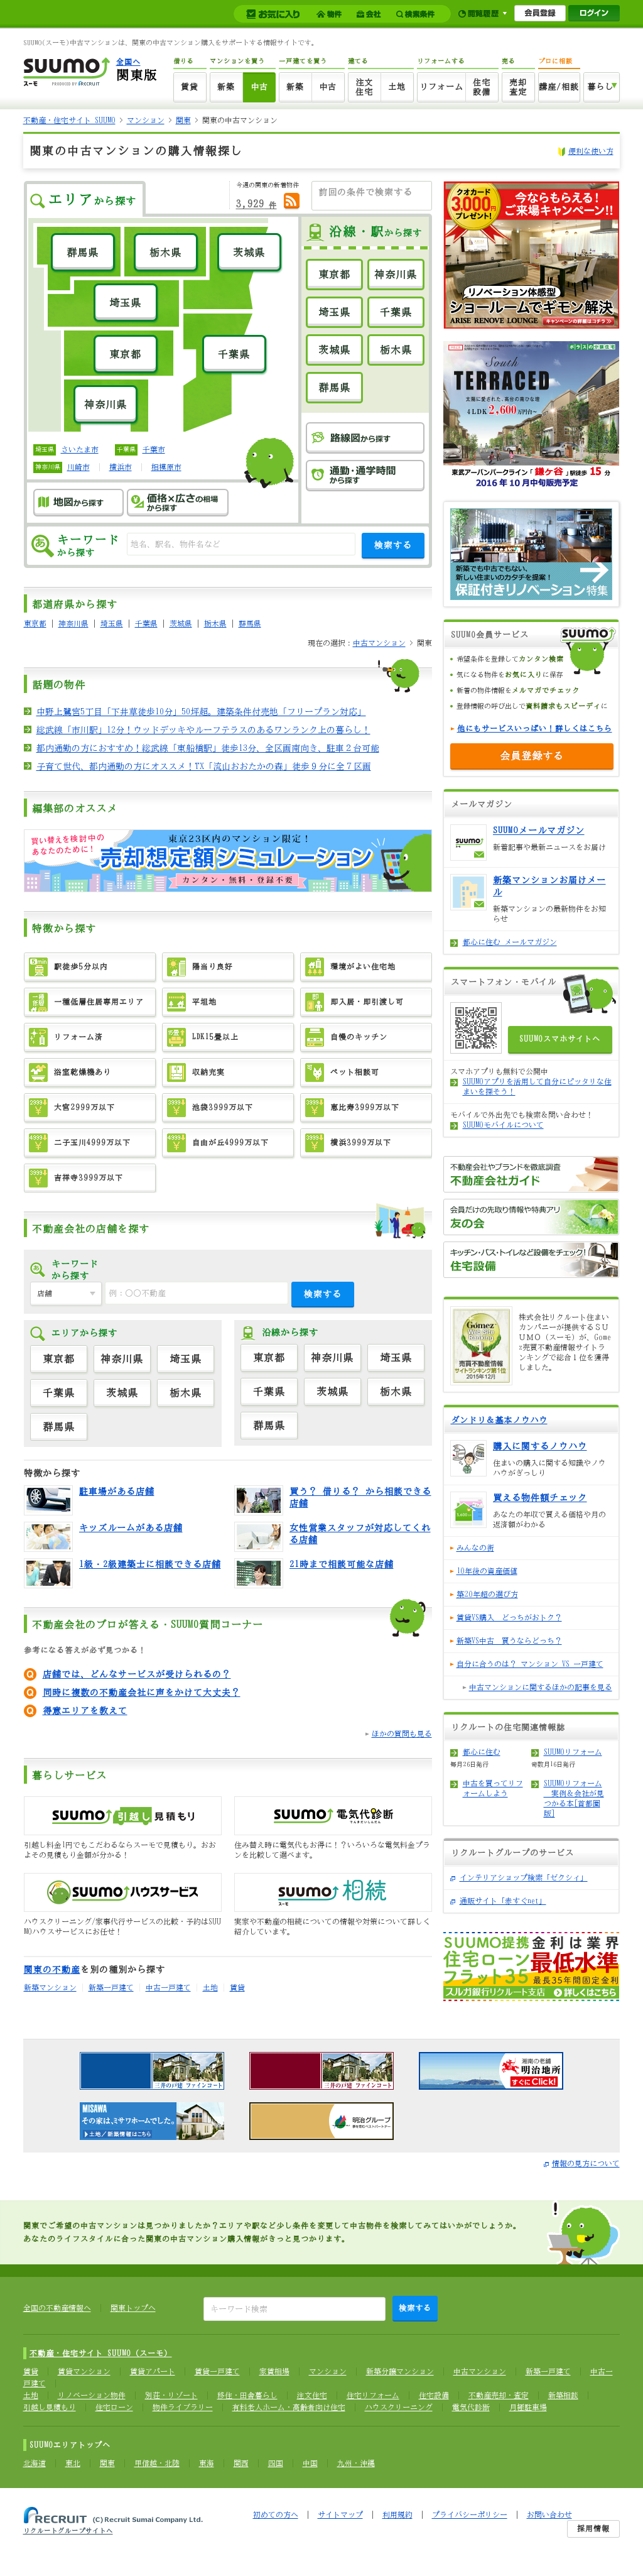 お気に入り 物件 会社 検索条件 閲覧履歴 会員登録 ログイン
SUUMO(スーモ)中古マンションは、関東の中古マンション購入をサポートする情報サイトです。
SUUMO スーモ PRODUCED BY RECRUIT
全国へ
関東版
借りる マンションを買う 一戸建てを買う 建てる リフォームする 売る プロに相談
賃貸 新築 中古 新築 中古 注文住宅 土地 リフォーム 住宅設備 売却査定 講座/相談 暮らし
不動産・住宅サイト SUUMO > マンション > 関東 > 関東の中古マンション
関東の中古マンションの購入情報探し
便利な使い方
エリアから探す
今週の関東の新着物件
3,929 件
前回の条件で検索する
群馬県 栃木県 茨城県
埼玉県
東京都 千葉県
神奈川県
埼玉県 さいたま市 千葉県 千葉市
神奈川県 川崎市 | 横浜市 | 相模原市
地図から探す
価格×広さの相場から探す
沿線・駅から探す
東京都 神奈川県
埼玉県 千葉県
茨城県 栃木県
群馬県
路線図から探す
通勤・通学時間から探す
キーワードから探す
地名、駅名、物件名など
検索する
都道府県から探す
東京都 | 神奈川県 | 埼玉県 | 千葉県 | 茨城県 | 栃木県 | 群馬県
現在の選択：中古マンション > 関東
話題の物件
中野上鷺宮5丁目「下井草徒歩10分」50坪超。建築条件付売地「フリープラン対応」
総武線「市川駅」12分！ウッドデッキやルーフテラスのあるワンランク上の暮らし！
都内通勤の方におすすめ！総武線「東船橋駅」徒歩13分、全区画南向き、駐車２台可能
子育て世代、都内通勤の方にオススメ！TX「流山おおたかの森」徒歩９分に全７区画
編集部のオススメ
買い替えを検討中のあなたのために！
東京23区内のマンション限定！
売却想定額シミュレーション
カンタン・無料・登録不要
特徴から探す
駅徒歩5分以内 陽当り良好 環境がよい住宅地
一種低層住居専用エリア 平坦地 即入居・即引渡し可
リフォーム済 LDK15畳以上 自慢のキッチン
浴室乾燥機あり 収納充実 ペット相談可
大宮2999万以下 池袋3999万以下 恵比寿3999万以下
二子玉川4999万以下 自由が丘4999万以下 横浜3999万以下
吉祥寺3999万以下
不動産会社の店舗を探す
キーワードから探す
店舗
例：〇〇不動産
検索する
エリアから探す
東京都 神奈川県 埼玉県
千葉県 茨城県 栃木県
群馬県
沿線から探す
東京都 神奈川県 埼玉県
千葉県 茨城県 栃木県
群馬県
特徴から探す
駐車場がある店舗
買う？ 借りる？ から相談できる店舗
キッズルームがある店舗
女性営業スタッフが対応してくれる店舗
1級・2級建築士に相談できる店舗
21時まで相談可能な店舗
不動産会社のプロが答える・SUUMO質問コーナー
参考になる答えが必ず見つかる！
店舗では、どんなサービスが受けられるの？
同時に複数の不動産会社に声をかけて大丈夫？
得意エリアを教えて
ほかの質問も見る
暮らしサービス
SUUMO引越し見積もり
引越し料金1円でもこだわるならスーモで見積もり。おおよその見積もり金額が分かる！
SUUMO電気代診断
住み替え時に電気代もお得に！？いろいろな電気料金プランを比較して選べます。
SUUMOハウスサービス
ハウスクリーニング/家事代行サービスの比較・予約はSUUMOハウスサービスにお任せ！
SUUMO相続 スーモ
実家や不動産の相続についての情報や対策について詳しく紹介しています。
関東の不動産を別の種別から探す
新築マンション 新築一戸建て 中古一戸建て 土地 賃貸
クオカード3,000円分プレゼント!
今ならもらえる！ご来場キャンペーン!!
リノベーション体感型
ショールームでギモン解決
ARISE RENOVE LOUNGE キャンペーンの詳細はコチラ
テラスの中庭住宅
South TERRACED
太陽に愛された、高台の寛ぎな街
4LDK 2,600万円台〜
東武アーバンパークライン「鎌ヶ谷」駅徒歩15分
2016年10月中旬販売予定
新築でも中古でもない、新しい住まいのカタチを提案！
保証付きリノベーション特集
SUUMO会員サービス
希望条件を登録してカンタン検索
気になる物件をお気に入りに保存
新着の物件情報をメルマガでチェック
登録情報の呼び出しで資料請求もスピーディに
他にもサービスいっぱい！詳しくはこちら
会員登録する
メールマガジン
SUUMOメールマガジン
新着記事や最新ニュースをお届け
新築マンションお届けメール
新築マンションの最新物件をお知らせ
都心に住む メールマガジン
スマートフォン・モバイル
SUUMOスマホサイトへ
スマホアプリも無料で公開中
SUUMOアプリを活用して自分にピッタリな住まいを探そう！
モバイルで外出先でも検索&問い合わせ！
SUUMOモバイルについて
不動産会社やブランドを徹底調査
不動産会社ガイド
会員だけの先取り情報や特典アリ
友の会
キッチン・バス・トイレなど設備をチェック！
住宅設備
Gomez 売買不動産情報サイトランキング第1位 2015年12月
株式会社リクルート住まいカンパニーが提供するＳＵＵＭＯ（スーモ）が、Gomez売買不動産情報サイトランキングで総合１位を獲得しました。
ダンドリ＆基本ノウハウ
購入に関するノウハウ
住まいの購入に関する知識やノウハウがぎっしり
買える物件額チェック
あなたの年収で買える価格や月の返済額がわかる
みんなの街
10年後の資産価値
築20年超の選び方
賃貸VS購入 どっちがおトク？
新築VS中古 買うならどっち？
自分に合うのは？ マンション VS 一戸建て
中古マンションに関するほかの記事を見る
リクルートの住宅関連情報誌
都心に住む
毎月26日発行
SUUMOリフォーム
奇数月16日発行
中古を買ってリフォームしよう
SUUMOリフォーム 実例＆会社が見つかる本[首都圏版]
リクルートグループのサービス
インテリアショップ検索「ゼクシィ」
通販サイト「赤すぐnet」
SUUMO提携 住宅ローン フラット35
金利は業界最低水準
最長35年間固定金利
スルガ銀行リクルート支店 詳しくはこちら
三井の戸建 ファインコート
三井の戸建 ファインコート
湘南の老舗 明治地所 すぐにClick!
MISAWA その家は、ミサワホームでした。 土地／新築情報はこちら
明治グループ
情報の見方について
関東でご希望の中古マンションは見つかりましたか？エリアや駅など少し条件を変更して中古物件を検索してみてはいかがでしょうか。
あなたのライフスタイルに合った関東の中古マンション購入情報がきっと見つかります。
全国の不動産情報へ 関東トップへ
キーワード検索
検索する
不動産・住宅サイト SUUMO（スーモ）
賃貸 賃貸マンション 賃貸アパート 賃貸一戸建て 家賃相場 マンション 新築分譲マンション 中古マンション 新築一戸建て 中古一戸建て
土地 リノベーション物件 別荘・リゾート 移住・田舎暮らし 注文住宅 住宅リフォーム 住宅設備 不動産売却・査定 新築相談
引越し見積もり 住宅ローン 物件ライブラリー 有料老人ホーム・高齢者向け住宅 ハウスクリーニング 電気代診断 月極駐車場
SUUMOエリアトップへ
北海道 東北 関東 甲信越・北陸 東海 関西 四国 中国 九州・沖縄
RECRUIT (C)Recruit Sumai Company Ltd.
リクルートグループサイトへ
初めての方へ | サイトマップ | 利用規約 | プライバシーポリシー | お問い合わせ
採用情報